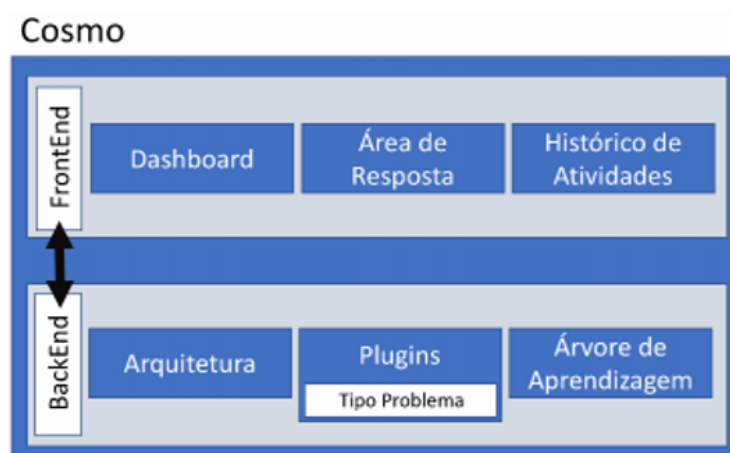 Cosmo
FrontEnd
Dashboard
Área de
Resposta
Histórico de
Atividades
BackEnd
Arquitetura
Plugins
Tipo Problema
Árvore de
Aprendizagem